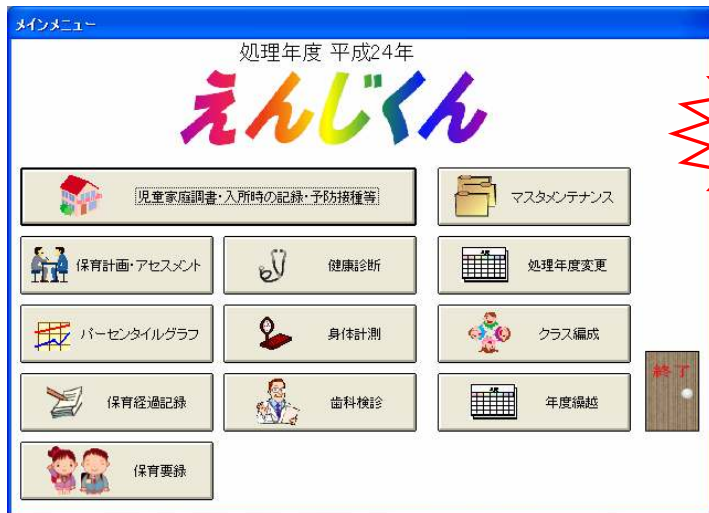 メインメニュー
処理年度 平成24年
えんじくん
児童家庭調書・入所時の記録・予防接種等
マスタメンテナンス
保育計画・アセスメント
健康診断
処理年度変更
パーセンタイルグラフ
身体計測
クラス編成
保育経過記録
歯科検診
年度繰越
終了
保育要録